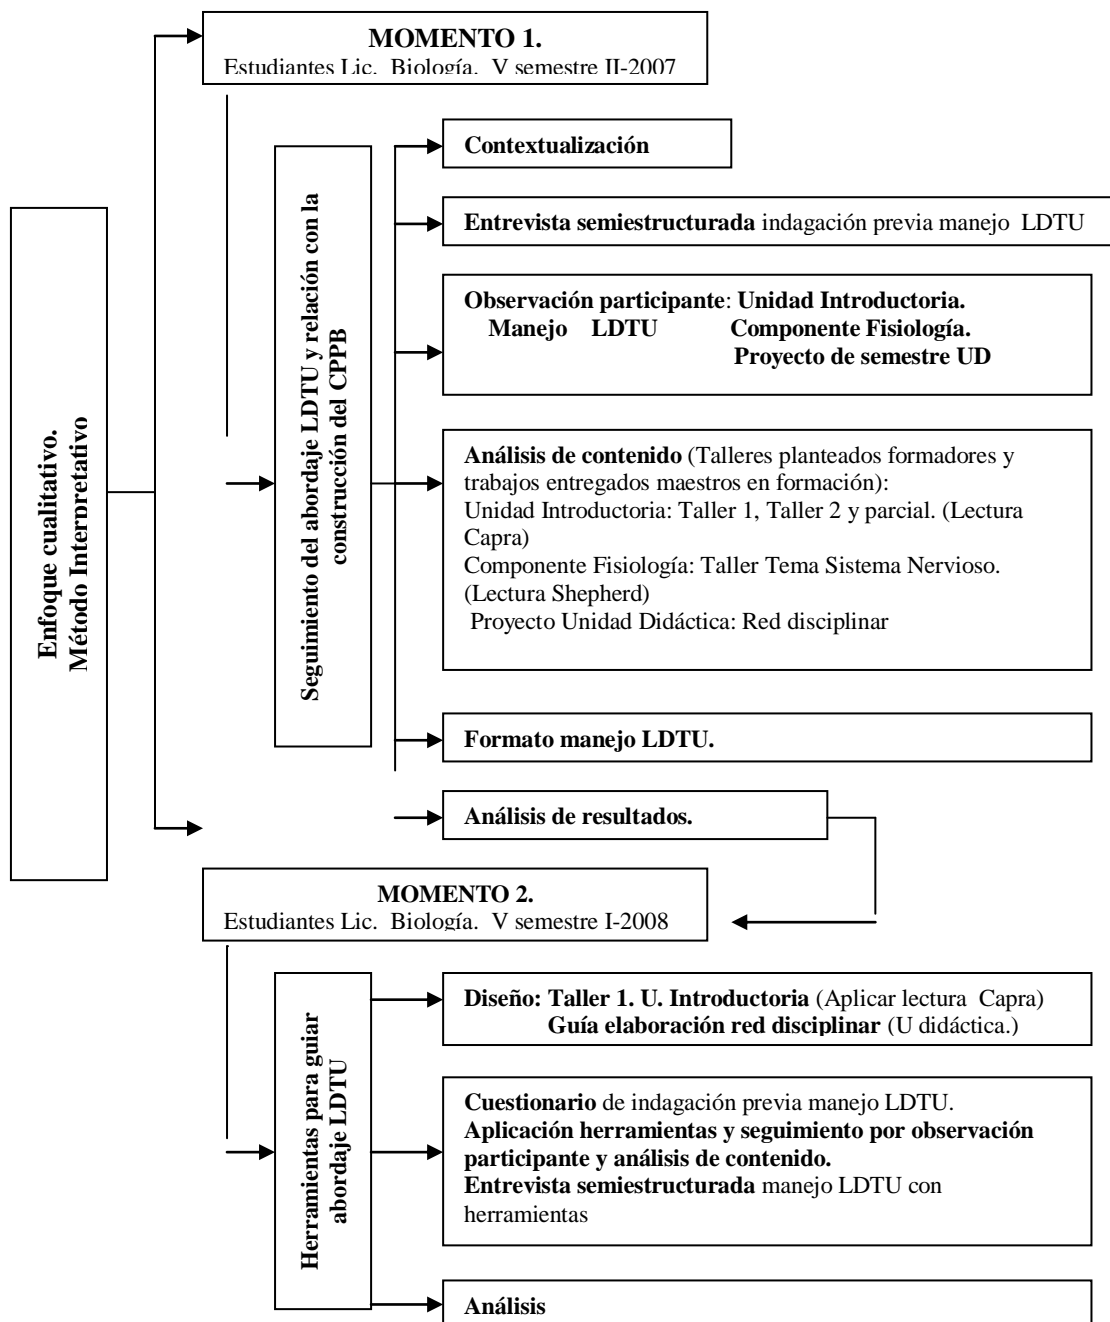 MOMENTO 1.
Estudiantes Lic. Biología. V semestre II-2007
Enfoque cualitativo.
Método Interpretativo
Seguimiento del abordaje LDTU y relación con la
construcción del CPPB
Contextualización
Entrevista semiestructurada indagación previa manejo LDTU
Observación participante: Unidad Introductoria.
Manejo LDTU Componente Fisiología.
Proyecto de semestre UD
Análisis de contenido (Talleres planteados formadores y
trabajos entregados maestros en formación):
Unidad Introductoria: Taller 1, Taller 2 y parcial. (Lectura
Capra)
Componente Fisiología: Taller Tema Sistema Nervioso.
(Lectura Shepherd)
Proyecto Unidad Didáctica: Red disciplinar
Formato manejo LDTU.
Análisis de resultados.
MOMENTO 2.
Estudiantes Lic. Biología. V semestre I-2008
Herramientas para guiar
abordaje LDTU
Diseño: Taller 1. U. Introductoria (Aplicar lectura Capra)
Guía elaboración red disciplinar (U didáctica.)
Cuestionario de indagación previa manejo LDTU.
Aplicación herramientas y seguimiento por observación
participante y análisis de contenido.
Entrevista semiestructurada manejo LDTU con
herramientas
Análisis